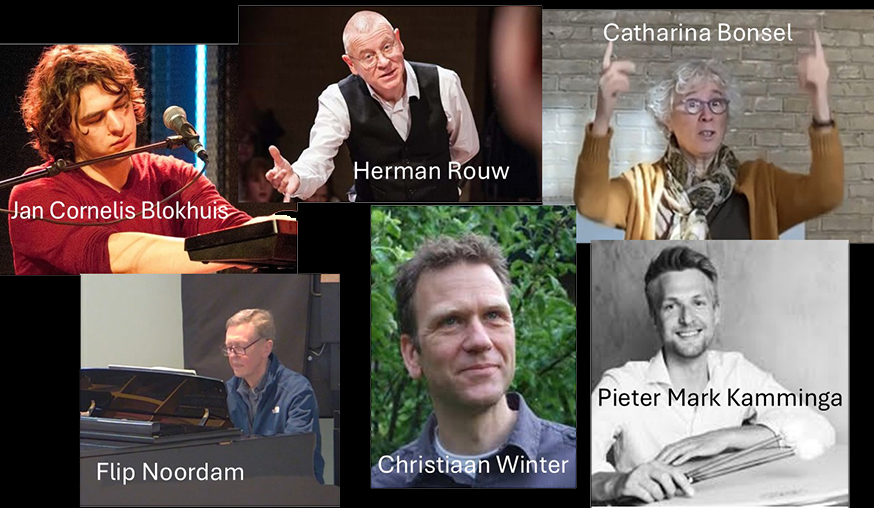 Catharina Bonsel
Herman Rouw
Jan Cornelis Blokhuis
Pieter Mark Kamminga
Christiaan Winter
Flip Noordam